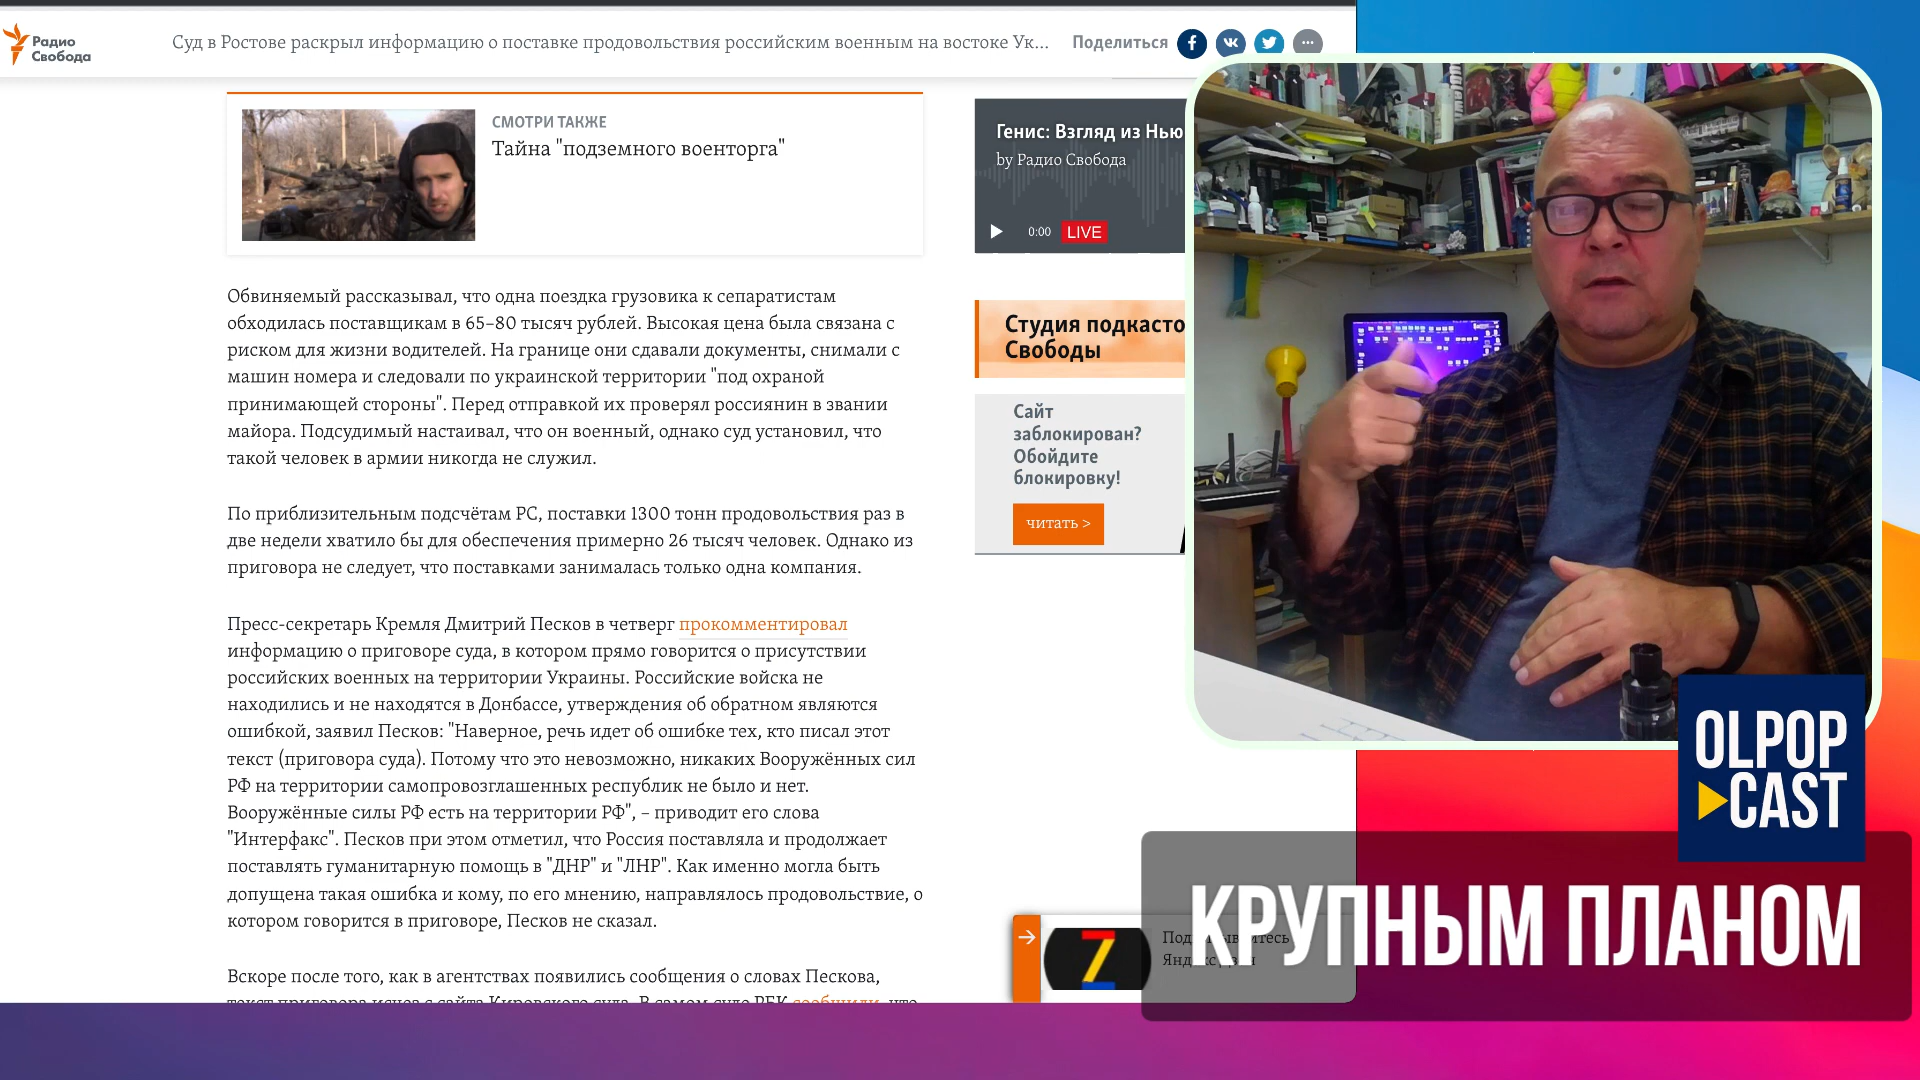 Радио
Свобода
Суд в Ростове раскрыл информацию о поставке продовольствия российским военным на востоке Ук...
Поделиться
СМОТРИ ТАКЖЕ
Тайна "подземного военторга"
Обвиняемый рассказывал, что одна поездка грузовика к сепаратистам
обходилась поставщикам в 65–80 тысяч рублей. Высокая цена была связана с
риском для жизни водителей. На границе они сдавали документы, снимали с
машин номера и следовали по украинской территории "под охраной
принимающей стороны". Перед отправкой их проверял россиянин в звании
майора. Подсудимый настаивал, что он военный, однако суд установил, что
такой человек в армии никогда не служил.
По приблизительным подсчётам РС, поставки 1300 тонн продовольствия раз в
две недели хватило бы для обеспечения примерно 26 тысяч человек. Однако из
приговора не следует, что поставками занималась только одна компания.
Пресс-секретарь Кремля Дмитрий Песков в четверг прокомментировал
информацию о приговоре суда, в котором прямо говорится о присутствии
российских военных на территории Украины. Российские войска не
находились и не находятся в Донбассе, утверждения об обратном являются
ошибкой, заявил Песков: "Наверное, речь идет об ошибке тех, кто писал этот
текст (приговора суда). Потому что это невозможно, никаких Вооружённых сил
РФ на территории самопровозглашенных республик не было и нет.
Вооружённые силы РФ есть на территории РФ", – приводит его слова
"Интерфакс". Песков при этом отметил, что Россия поставляла и продолжает
поставлять гуманитарную помощь в "ДНР" и "ЛНР". Как именно могла быть
допущена такая ошибка и кому, по его мнению, направлялось продовольствие, о
котором говорится в приговоре, Песков не сказал.
Вскоре после того, как в агентствах появились сообщения о словах Пескова,
текст приговора исчез с сайта Кировского суда. В самом суде РБК сообщили, что
Генис: Взгляд из Нью
by Радио Свобода
0:00
LIVE
Студия подкасто
Свободы
Сайт
заблокирован?
Обойдите
блокировку!
читать >
OLPOP
CAST
КРУПНЫМ ПЛАНОМ